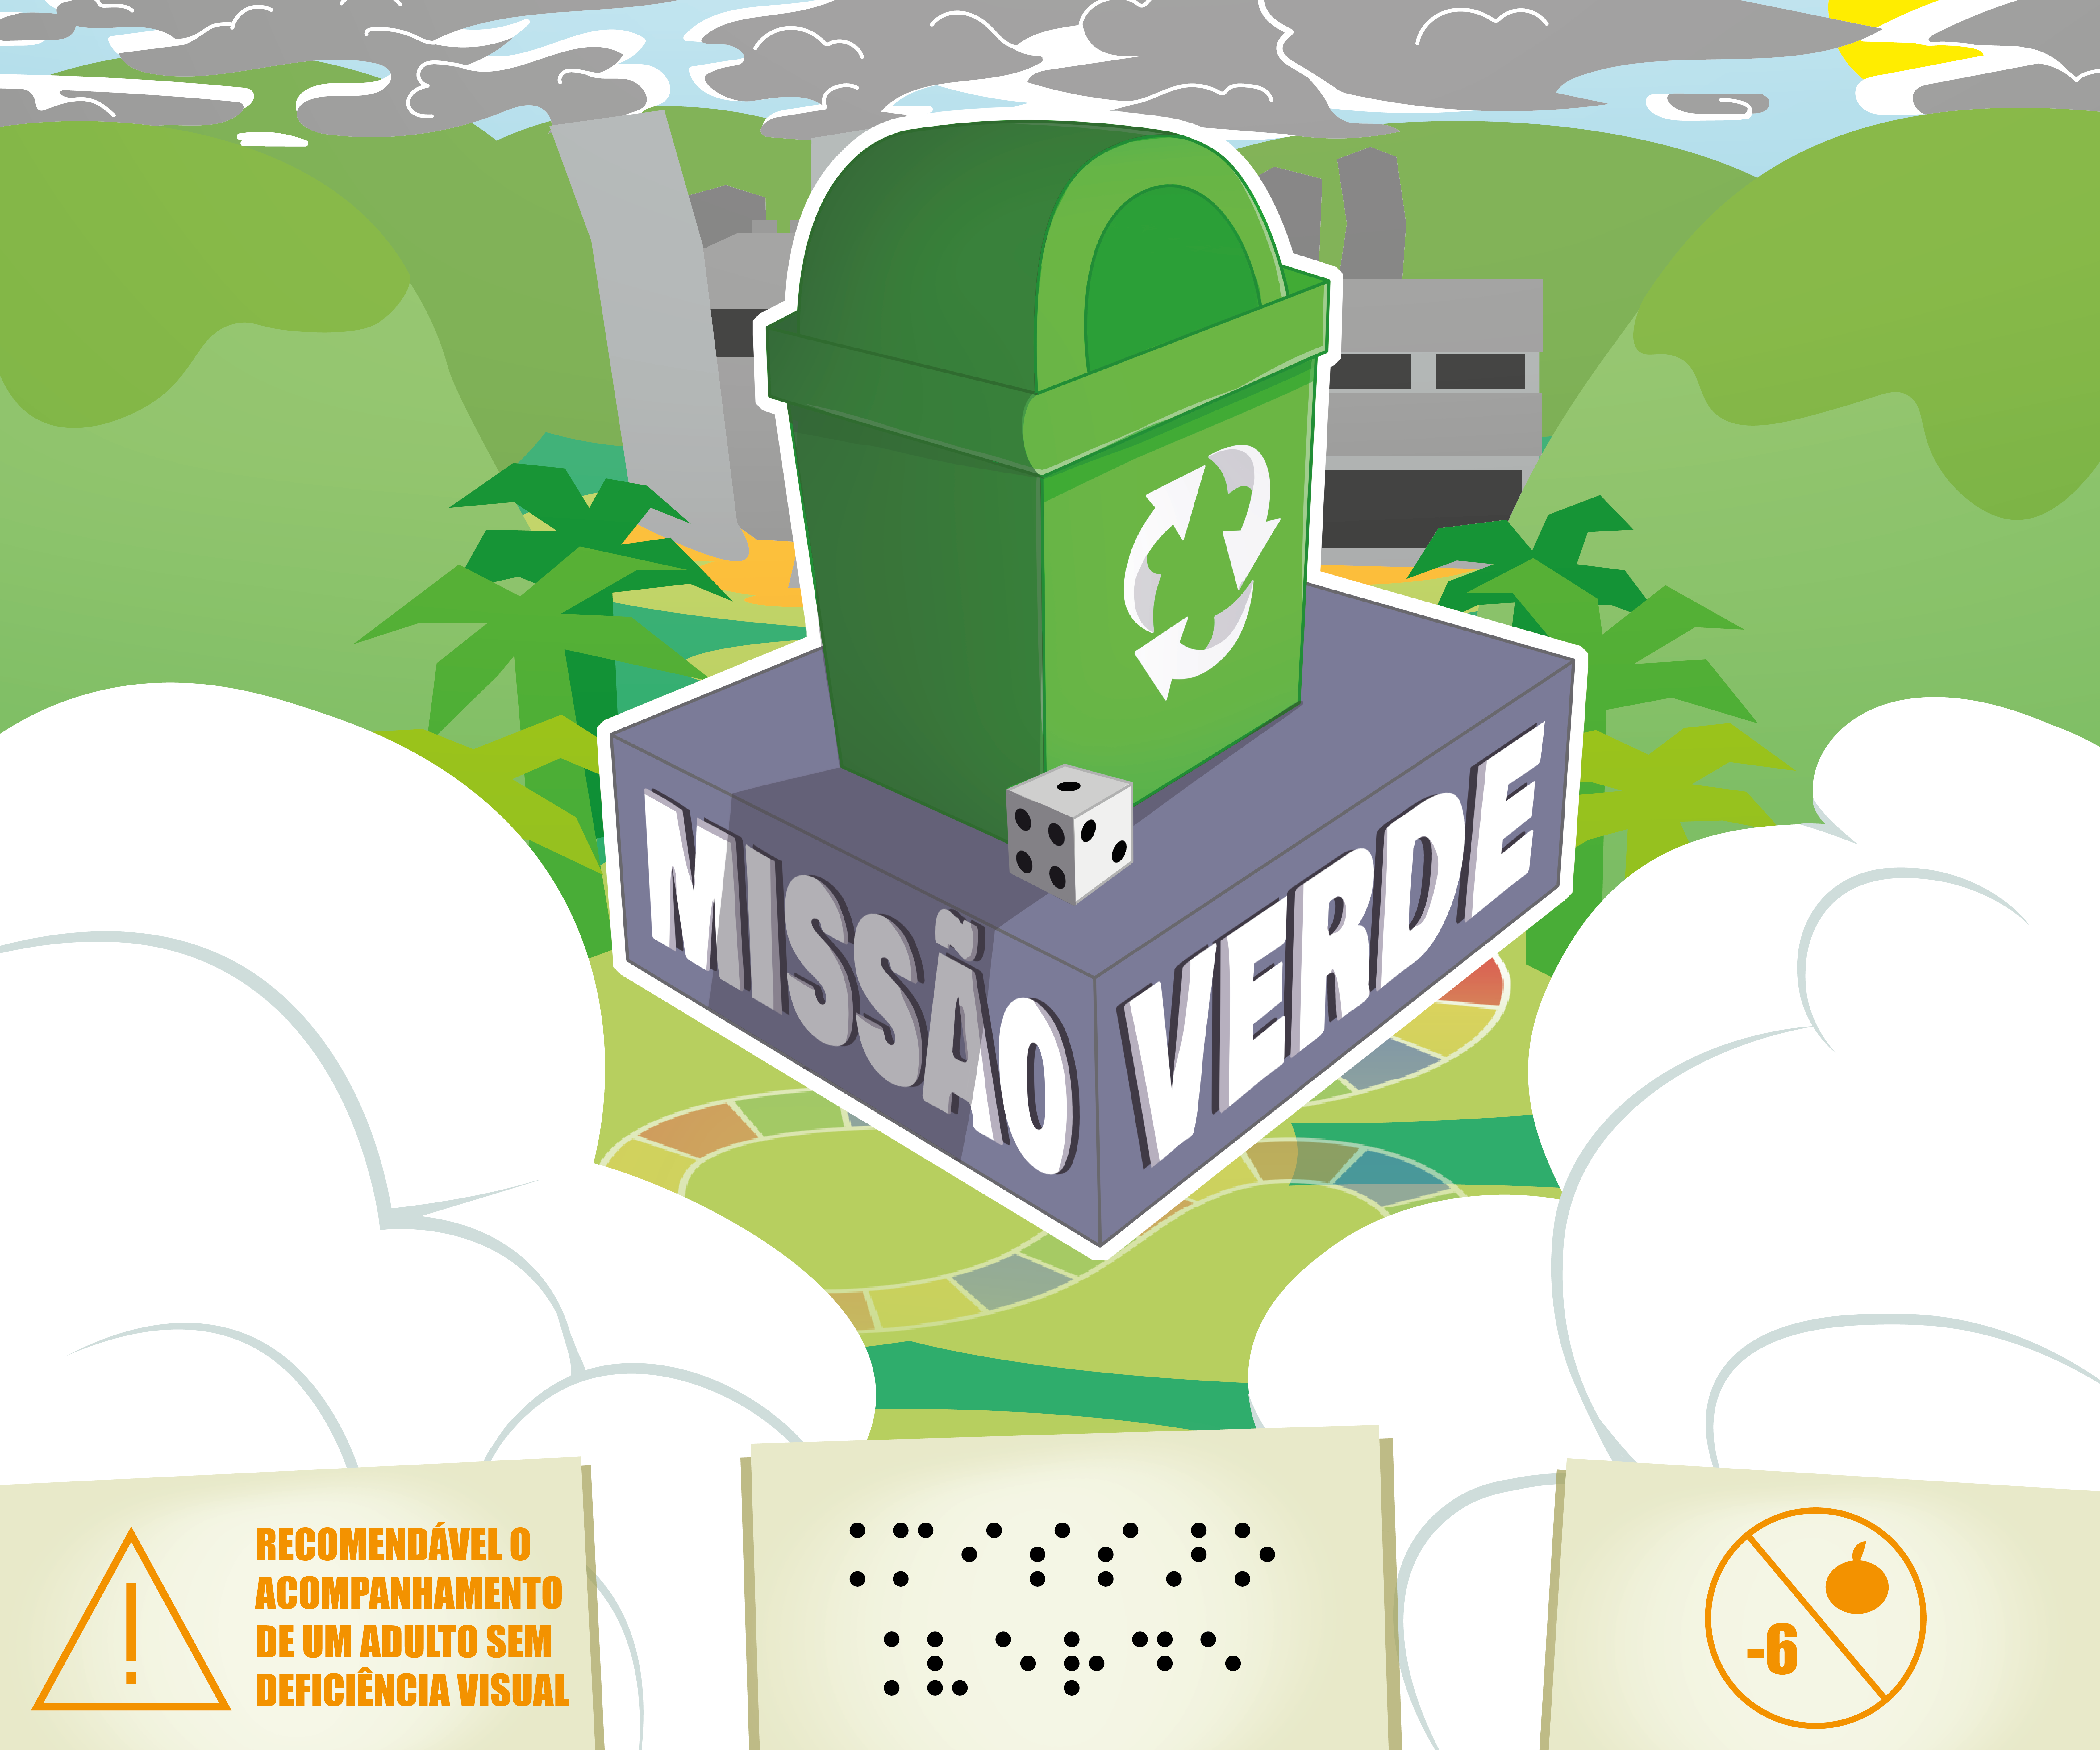 MISSÃO VERDE
RECOMENDÁVEL O
ACOMPANHAMENTO
DE UM ADULTO SEM
DEFICIÊNCIA VISUAL
⠨⠍⠊⠎⠎⠜⠕
⠨⠧⠑⠗⠙⠑
-6